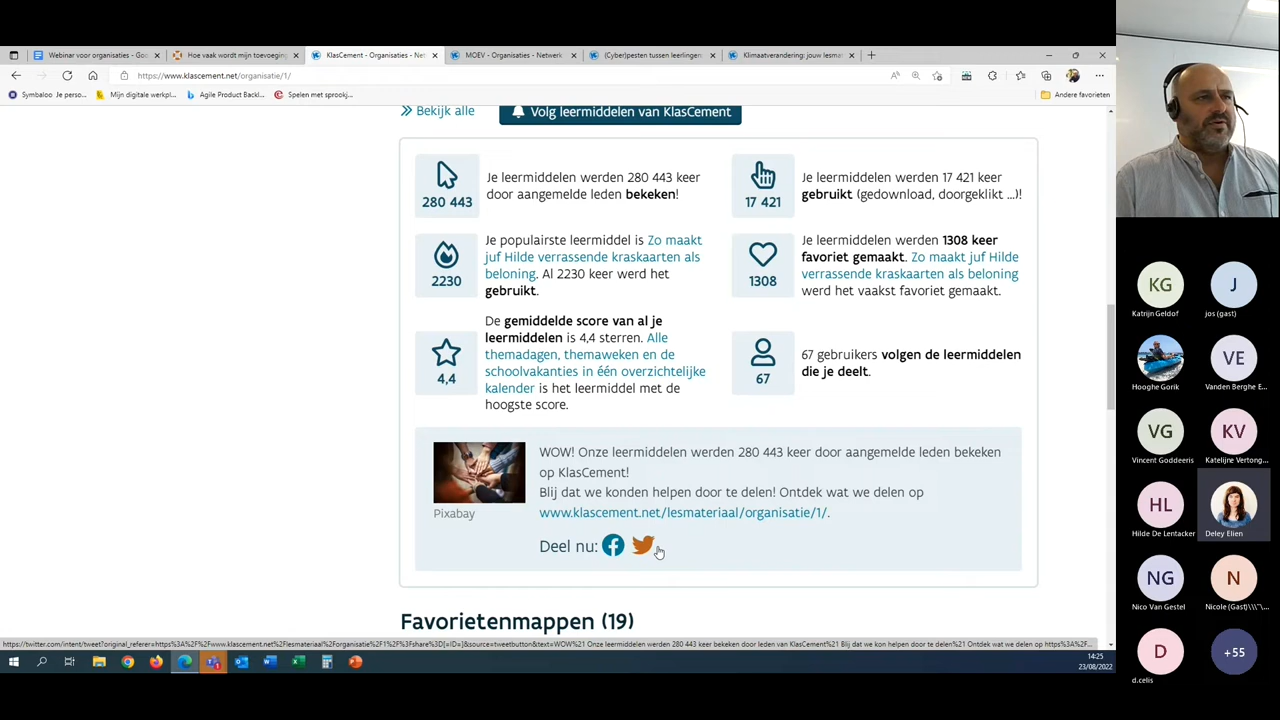 Webinar voor organisaties - Goo
Hoe vaak wordt mijn toevoeging
KlasCement - Organisaties - Net
MOEV - Organisaties - Netwerk
(Cyber)pesten tussen leerlingen
Klimaatverandering: jouw lesmat
https://www.klascement.net/organisatie/1/
Symbaloo: Je perso...
Mijn digitale werkpl...
Agile Product Backl...
Spelen met sprookj...
Andere favorieten
Bekijk alle
Volg leermiddelen van KlasCement
280 443
Je leermiddelen werden 280 443 keer
door aangemelde leden bekeken!
17 421
Je leermiddelen werden 17 421 keer
gebruikt (gedownload, doorgeklikt ...)!
2230
Je populairste leermiddel is Zo maakt
juf Hilde verrassende kraskaarten als
beloning. Al 2230 keer werd het
gebruikt.
1308
Je leermiddelen werden 1308 keer
favoriet gemaakt. Zo maakt juf Hilde
verrassende kraskaarten als beloning
werd het vaakst favoriet gemaakt.
4,4
De gemiddelde score van al je
leermiddelen is 4,4 sterren. Alle
themadagen, themaweken en de
schoolvakanties in één overzichtelijke
kalender is het leermiddel met de
hoogste score.
67
67 gebruikers volgen de leermiddelen
die je deelt.
Pixabay
WOW! Onze leermiddelen werden 280 443 keer door aangemelde leden bekeken
op KlasCement!
Blij dat we konden helpen door te delen! Ontdek wat we delen op
www.klascement.net/lesmateriaal/organisatie/1/.
Deel nu:
Favorietenmappen (19)
14:25
23/08/2022
KG
Katrijn Geldof
J
jos (gast)
Hooghe Gorik
VE
Vanden Berghe E...
VG
Vincent Goddeeris
KV
Katelijne Vertong...
HL
Hilde De Lentacker
Deley Elien
NG
Nico Van Gestel
N
Nicole (Gast)\\\"\...
D
d.celis
+55